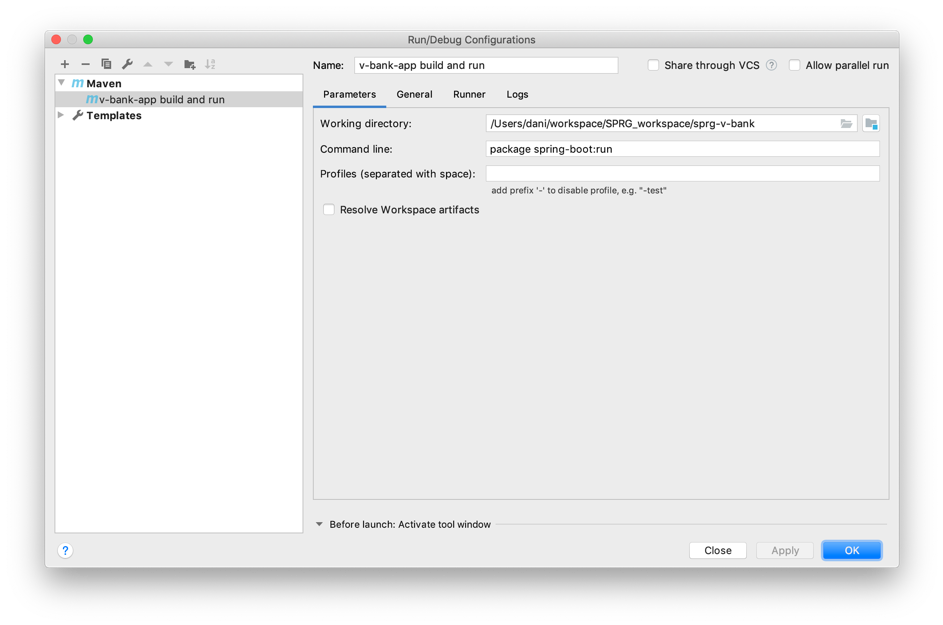 Run/Debug Configurations
Name: v-bank-app build and run Share through VCS ? Allow parallel run
Maven
v-bank-app build and run
Templates
Parameters General Runner Logs
Working directory: /Users/dani/workspace/SPRG_workspace/sprg-v-bank
Command line: package spring-boot:run
Profiles (separated with space):
add prefix '-' to disable profile, e.g. "-test"
Resolve Workspace artifacts
Before launch: Activate tool window
? Close Apply OK